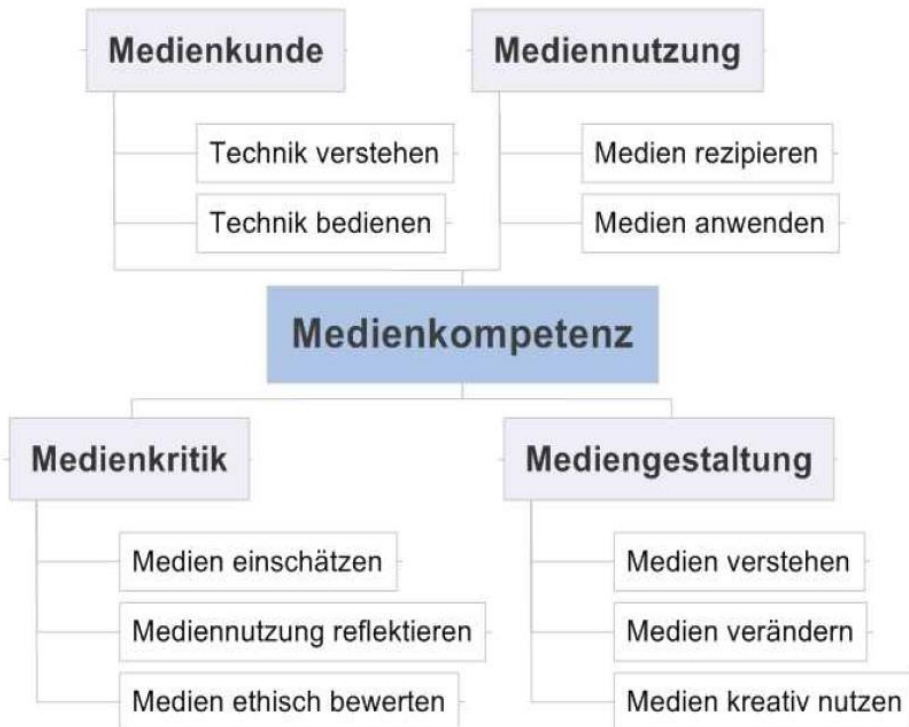 Medienkunde
Technik verstehen
Technik bedienen
Mediennutzung
Medien rezipieren
Medien anwenden
Medienkompetenz
Medienkritik
Medien einschätzen
Mediennutzung reflektieren
Medien ethisch bewerten
Mediengestaltung
Medien verstehen
Medien verändern
Medien kreativ nutzen